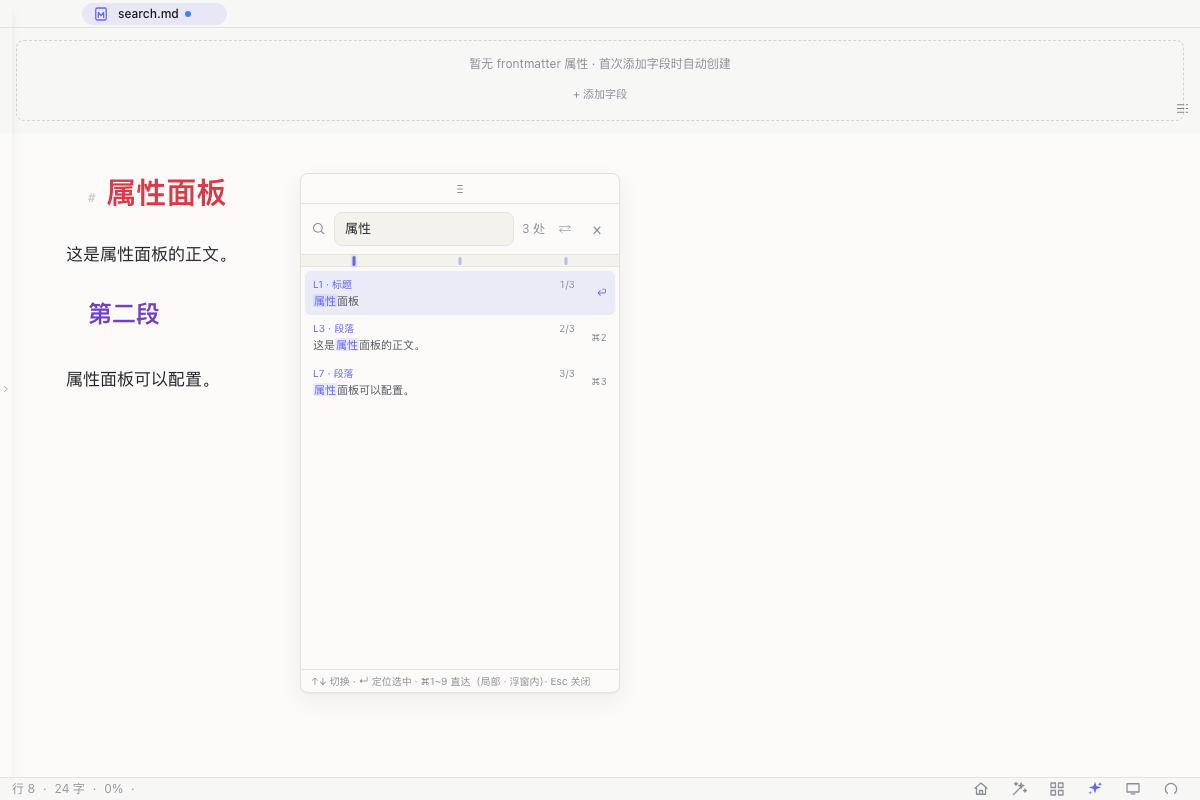 search.md
暂无 frontmatter 属性 · 首次添加字段时自动创建
+ 添加字段
# 属性面板
这是属性面板的正文。
第二段
属性面板可以配置。
属性 3 处
L1 · 标题 1/3
属性面板
L3 · 段落 2/3
这是属性面板的正文。 ⌘2
L7 · 段落 3/3
属性面板可以配置。 ⌘3
↑↓ 切换 · ↵ 定位选中 · ⌘1~9 直达（局部 · 浮窗内）· Esc 关闭
行 8 · 24 字 · 0% ·